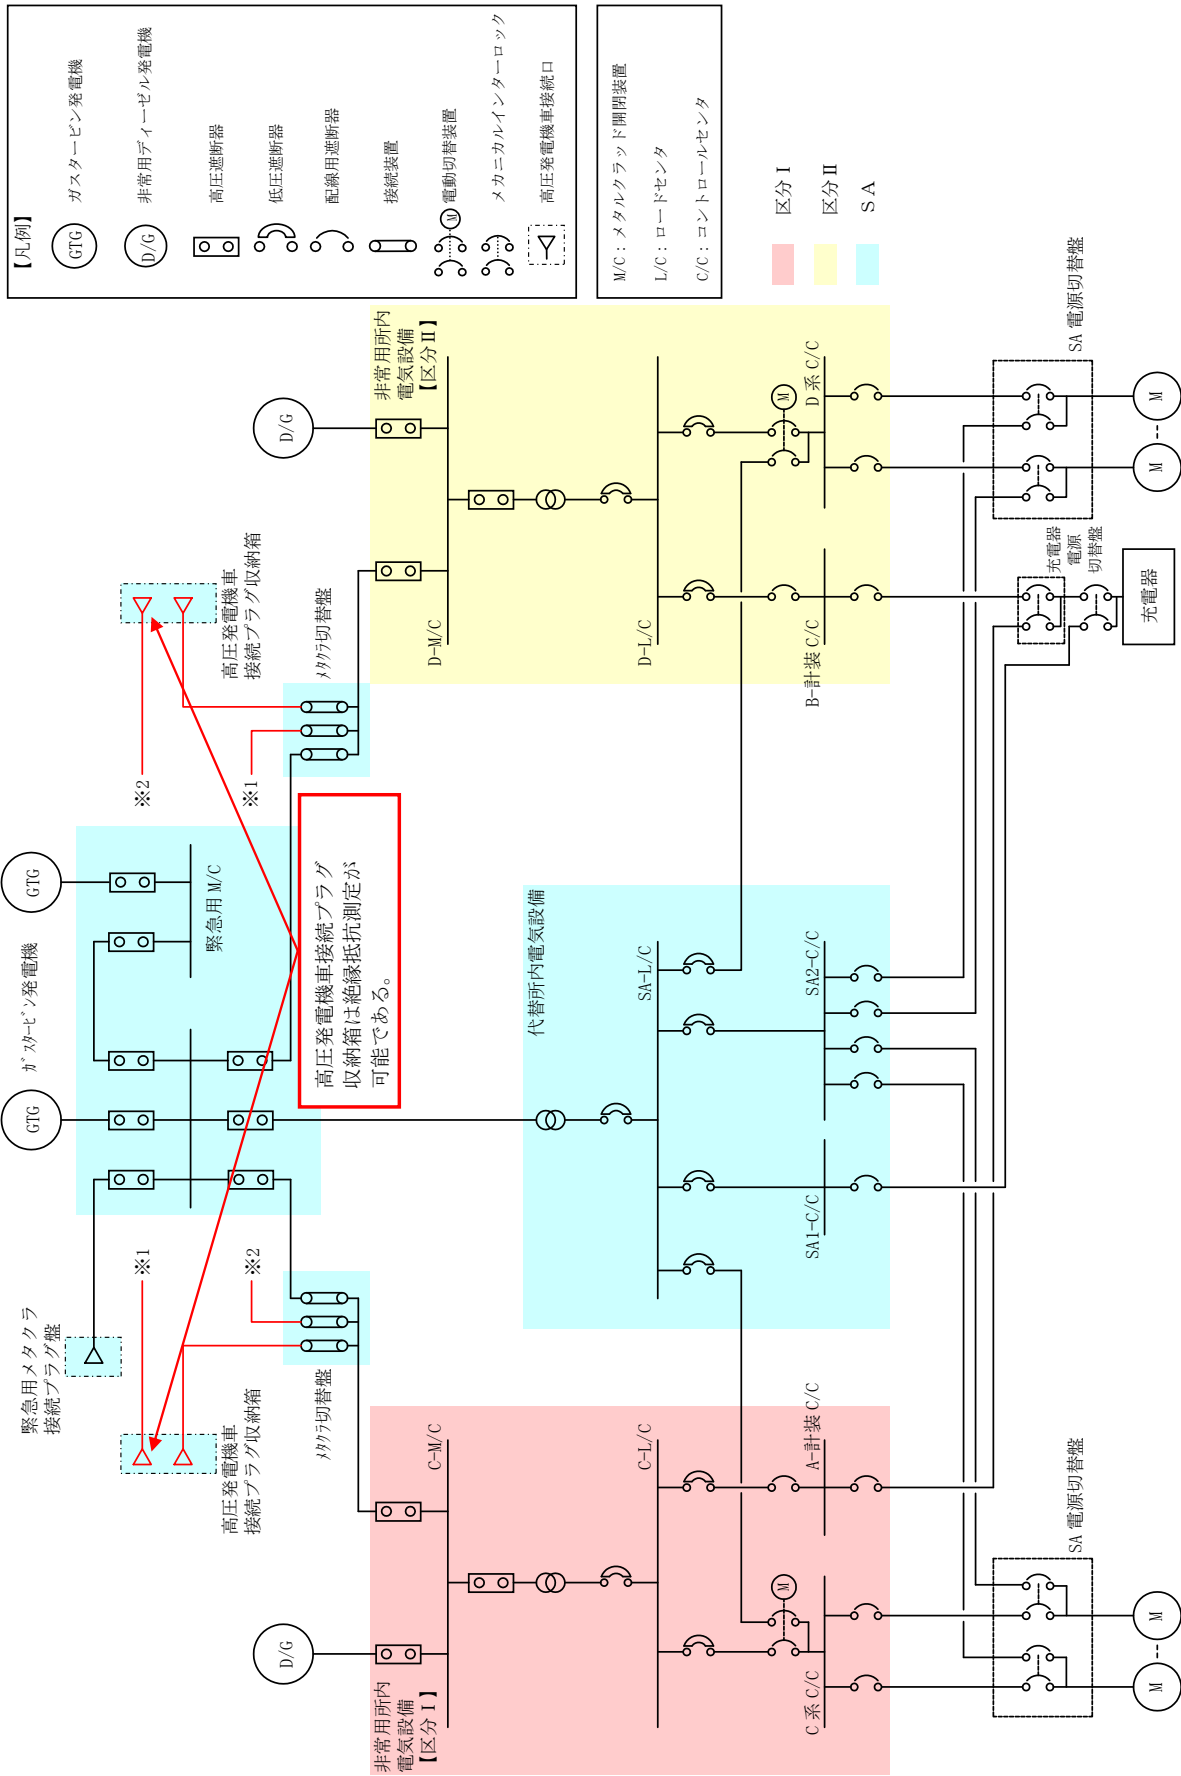 【凡例】
GTG ガスタービン発電機
D/G 非常用ディーゼル発電機
高圧遮断器
低圧遮断器
配線用遮断器
接続装置
M 電動切替装置
メカニカルインターロック
高圧発電機車接続口
M/C：メタルクラッド開閉装置
L/C：ロードセンタ
C/C：コントロールセンタ
区分Ⅰ
区分Ⅱ
ＳＡ
緊急用メタクラ
接続プラグ盤
GTG
ｶﾞｽﾀｰﾋﾞﾝ発電機
GTG
緊急用 M/C
※1
※2
※2
※1
高圧発電機車
接続プラグ収納箱
高圧発電機車
接続プラグ収納箱
高圧発電機車接続プラグ
収納箱は絶縁抵抗測定が
可能である。
ﾒﾀｸﾗ切替盤
ﾒﾀｸﾗ切替盤
D/G
D/G
非常用所内
電気設備
【区分Ⅰ】
C-M/C
C-L/C
M
C 系 C/C
A-計装 C/C
代替所内電気設備
SA-L/C
SA1-C/C
SA2-C/C
非常用所内
電気設備
【区分Ⅱ】
D-M/C
D-L/C
M
B-計装 C/C
D 系 C/C
SA 電源切替盤
M
M
充電器
電源
切替盤
充電器
SA 電源切替盤
M
M